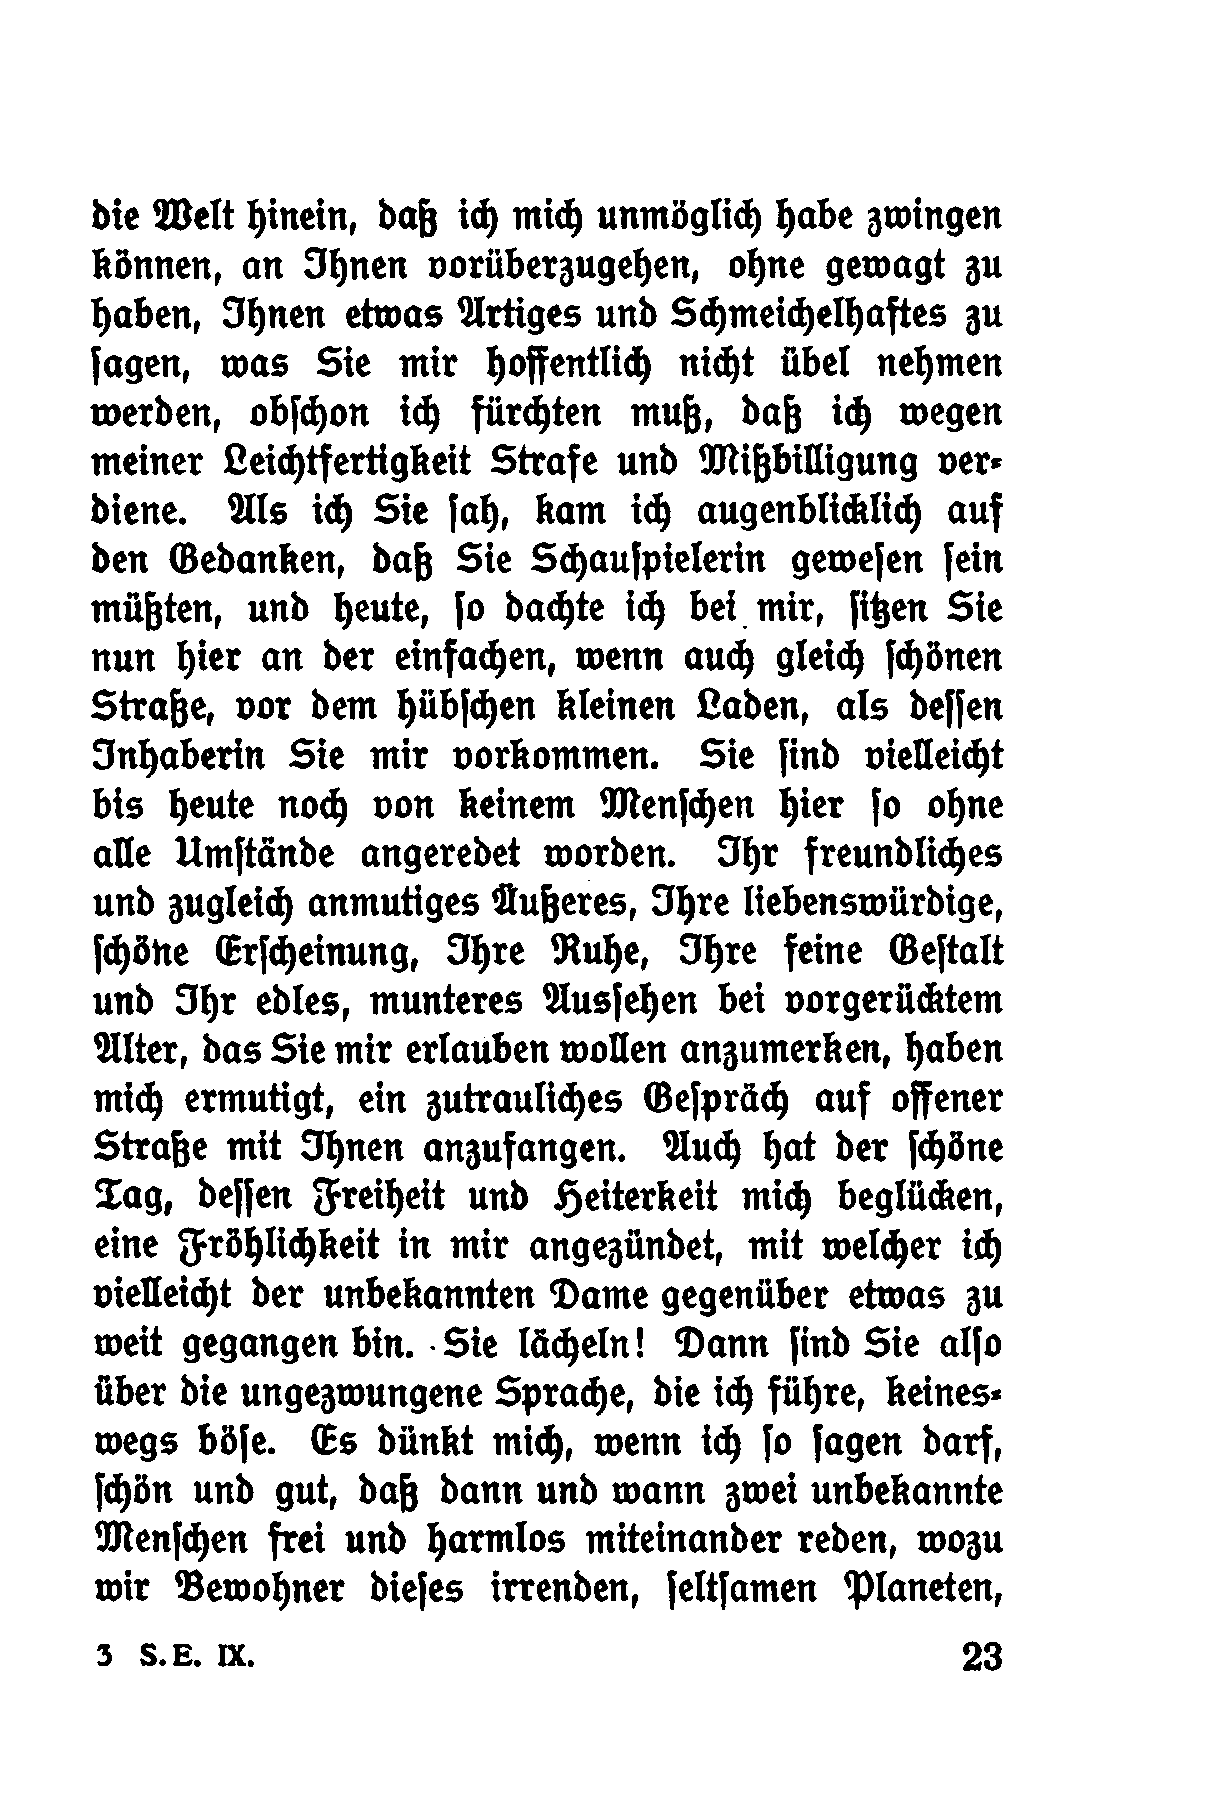 die Welt hinein, daß ich mich unmöglich habe zwingen
können, an Ihnen vorüberzugehen, ohne gewagt zu
haben, Ihnen etwas Artiges und Schmeichelhaftes zu
ſagen, was Sie mir hoffentlich nicht übel nehmen
werden, obſchon ich fürchten muß, daß ich wegen
meiner Leichtfertigkeit Strafe und Mißbilligung ver-
diene. Als ich Sie ſah, kam ich augenblicklich auf
den Gedanken, daß Sie Schauſpielerin geweſen ſein
müßten, und heute, ſo dachte ich bei mir, ſitzen Sie
nun hier an der einfachen, wenn auch gleich ſchönen
Straße, vor dem hübſchen kleinen Laden, als deſſen
Inhaberin Sie mir vorkommen. Sie ſind vielleicht
bis heute noch von keinem Menſchen hier ſo ohne
alle Umſtände angeredet worden. Ihr freundliches
und zugleich anmutiges Äußeres, Ihre liebenswürdige,
ſchöne Erſcheinung, Ihre Ruhe, Ihre feine Geſtalt
und Ihr edles, munteres Ausſehen bei vorgerücktem
Alter, das Sie mir erlauben wollen anzumerken, haben
mich ermutigt, ein zutrauliches Geſpräch auf offener
Straße mit Ihnen anzufangen. Auch hat der ſchöne
Tag, deſſen Freiheit und Heiterkeit mich beglücken,
eine Fröhlichkeit in mir angezündet, mit welcher ich
vielleicht der unbekannten Dame gegenüber etwas zu
weit gegangen bin. Sie lächeln! Dann ſind Sie alſo
über die ungezwungene Sprache, die ich führe, keines-
wegs böſe. Es dünkt mich, wenn ich ſo ſagen darf,
ſchön und gut, daß dann und wann zwei unbekannte
Menſchen frei und harmlos miteinander reden, wozu
wir Bewohner dieſes irrenden, ſeltſamen Planeten,
3 S. E. IX. 23